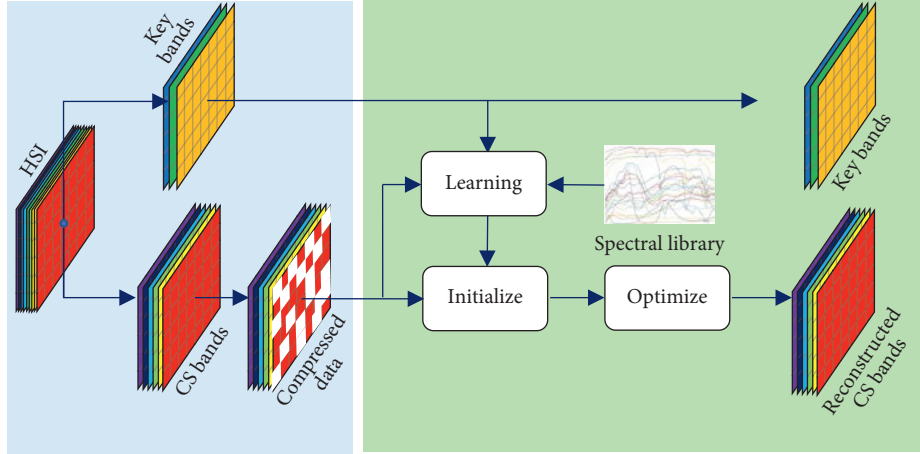 Key
bands
HSI
CS bands
Compressed
data
Learning
Spectral library
Initialize
Optimize
Key bands
Reconstructed
CS bands